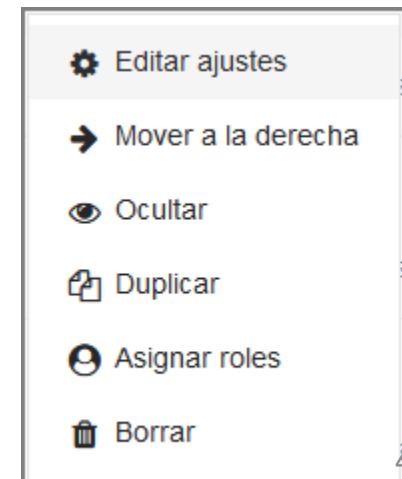 Editar ajustes
Mover a la derecha
Ocultar
Duplicar
Asignar roles
Borrar